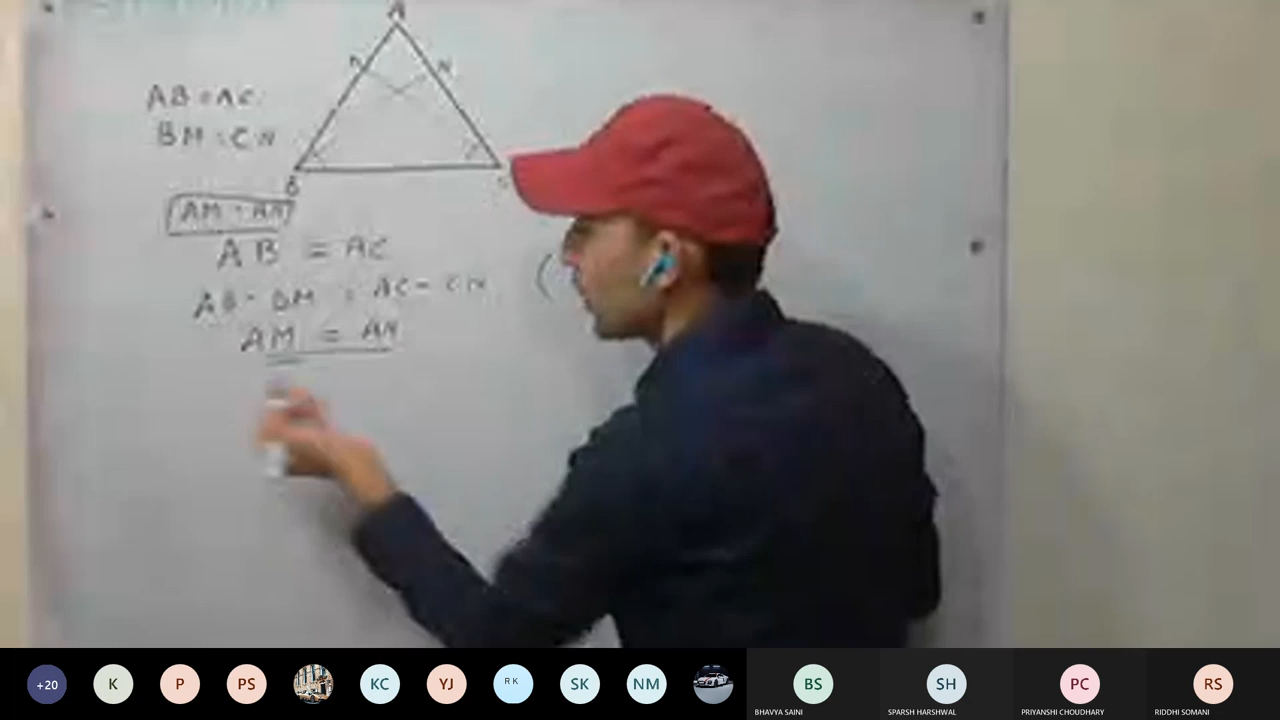 A
M N
AB = AC
BM = CN
B C
AM = AN
AB = AC
AB - BM = AC - CN (
AM = AN
+20 K P PS KC YJ RK SK NM BS SH PC RS
BHAVYA SAINI SPARSH HARSHWAL PRIYANSHI CHOUDHARY RIDDHI SOMANI